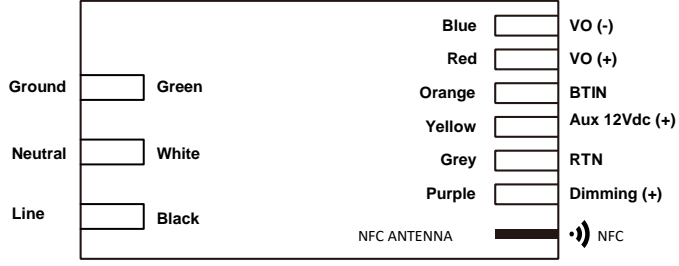 Blue VO (-)
Red VO (+)
Ground Green Orange BTIN
Yellow Aux 12Vdc (+)
Neutral White Grey RTN
Purple Dimming (+)
Line Black
NFC ANTENNA NFC